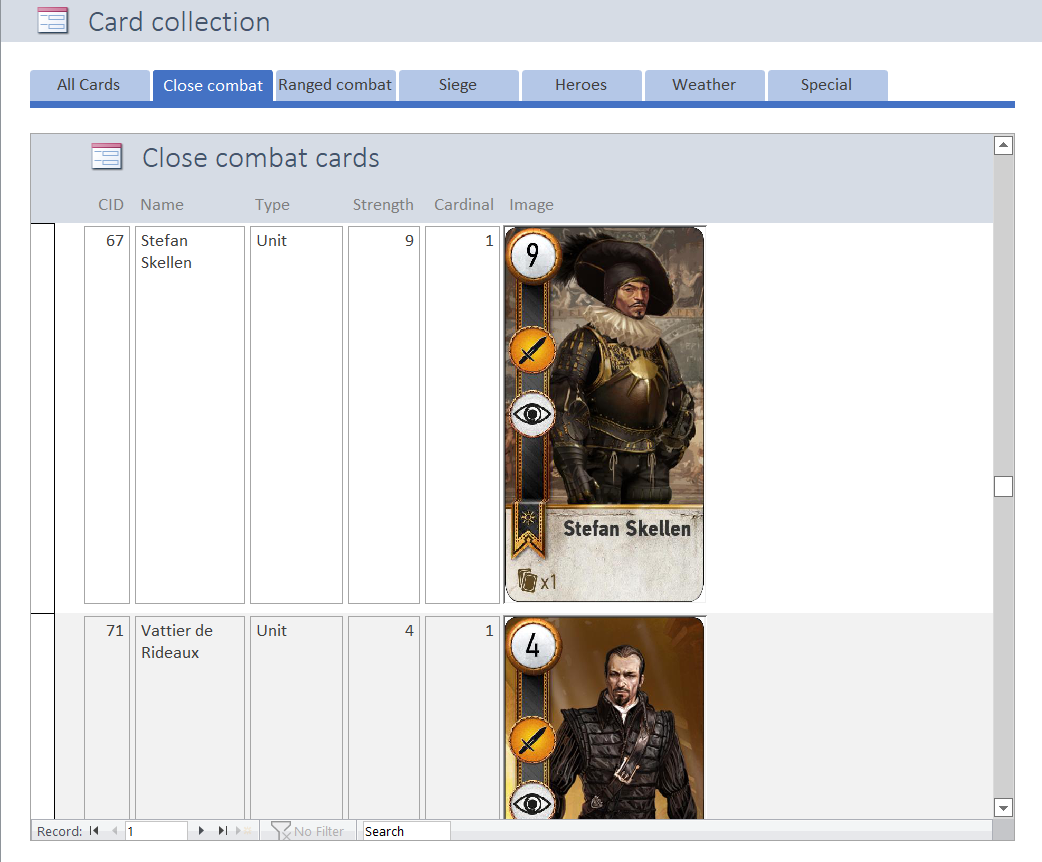 Card collection
All Cards Close combat Ranged combat Siege Heroes Weather Special
Close combat cards
CID Name Type Strength Cardinal Image
67 Stefan Unit 9 1
Skellen
9
Stefan Skellen
x1
71 Vattier de Unit 4 1
Rideaux
4
Record: 1 No Filter Search